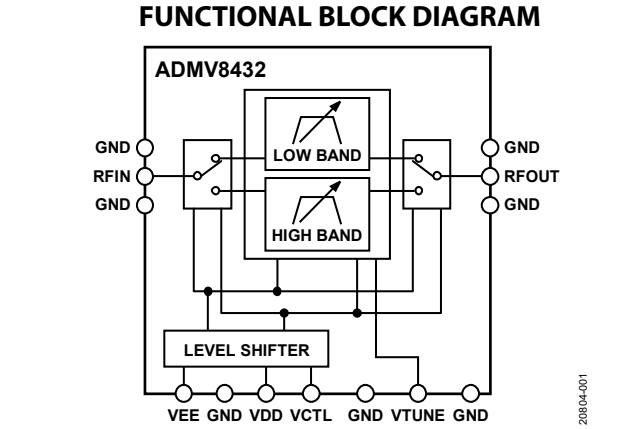 FUNCTIONAL BLOCK DIAGRAM
ADMV8432
GND
RFIN
GND
LOW BAND
HIGH BAND
GND
RFOUT
GND
LEVEL SHIFTER
VEE GND VDD VCTL GND VTUNE GND
20804-001